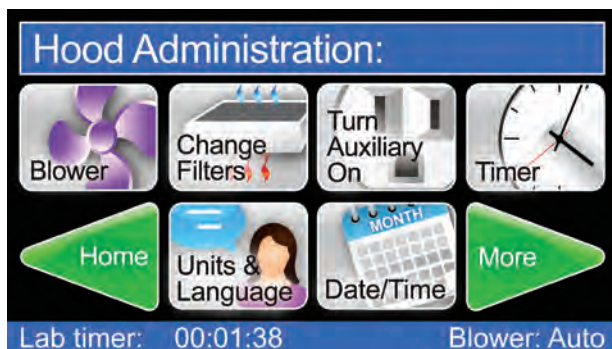 Hood Administration:
Blower
Change
Filters
Turn
Auxiliary
On
Timer
Home
Units &
Language
MONTH
Date/Time
More
Lab timer: 00:01:38 Blower: Auto